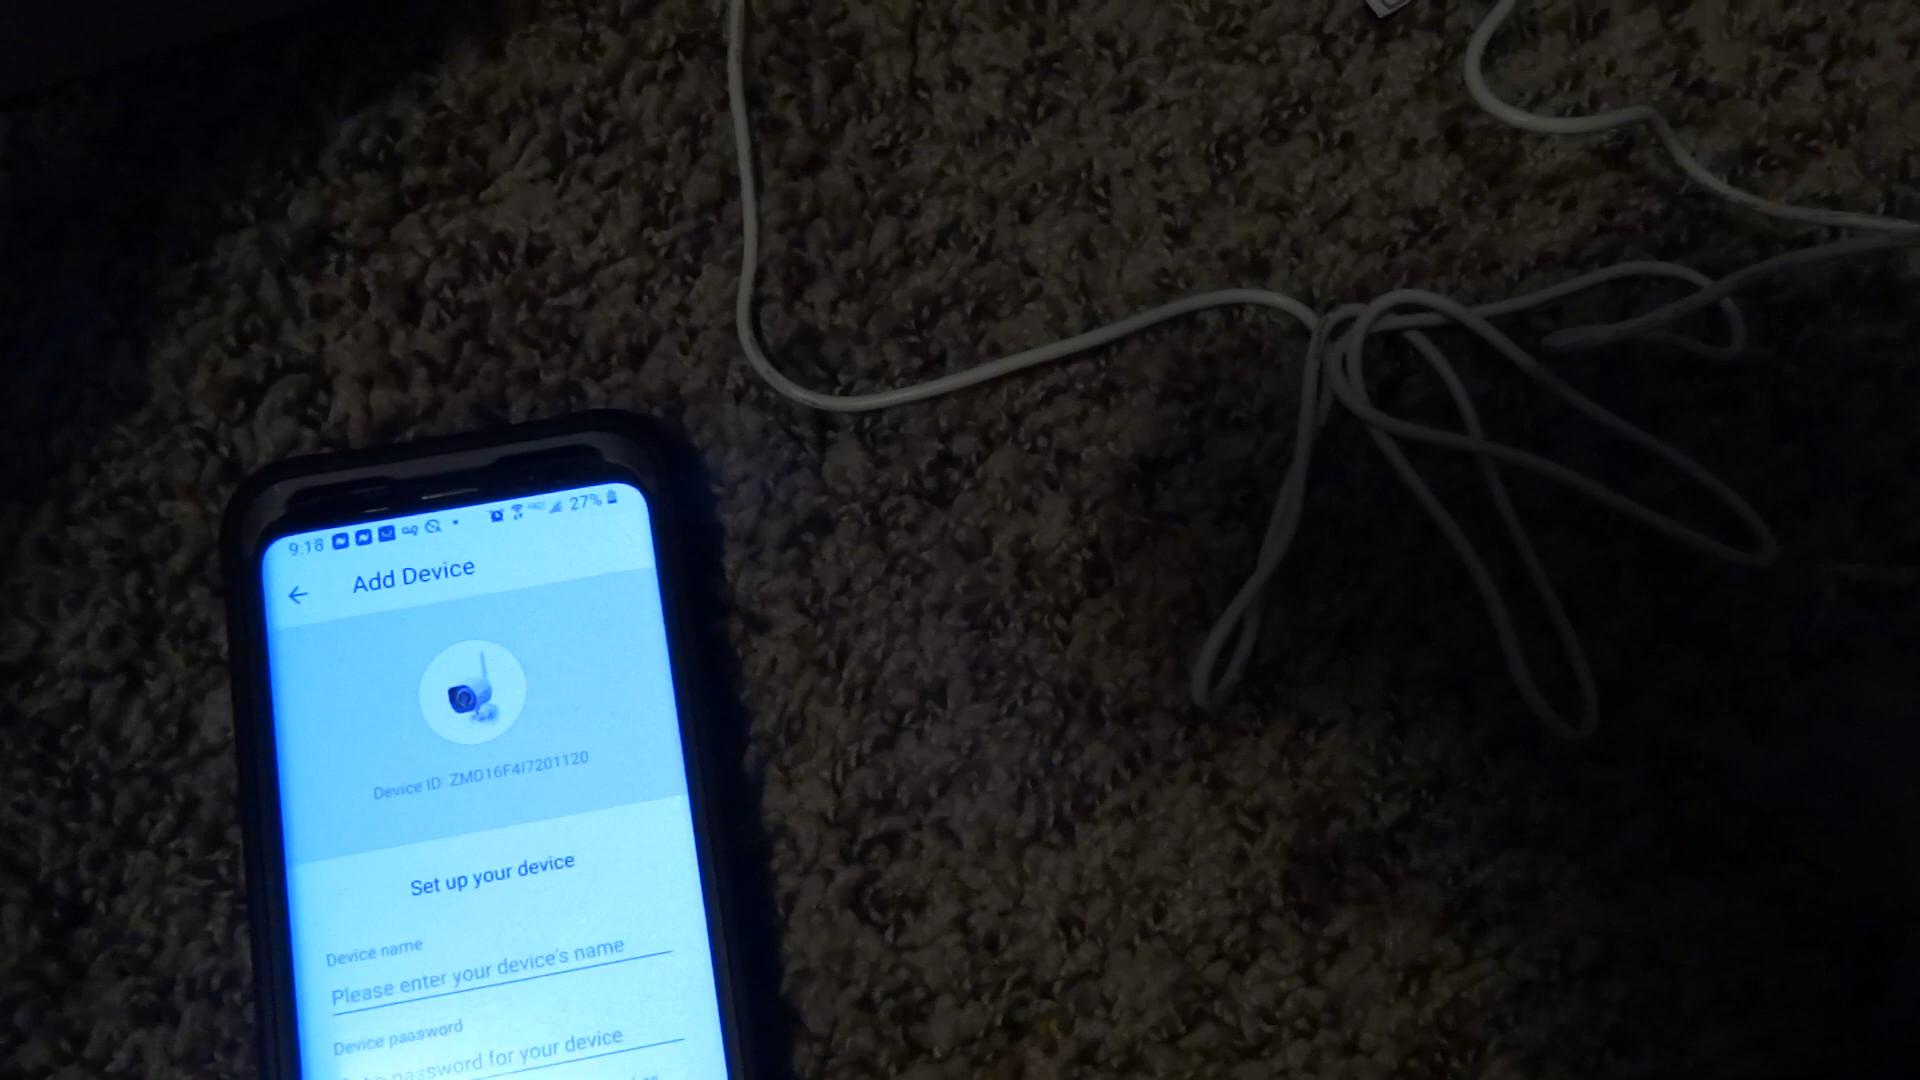 9:18 27%
Add Device
Device ID: ZMD16F4I7201120
Set up your device
Device name
Please enter your device's name
Device password
password for your device